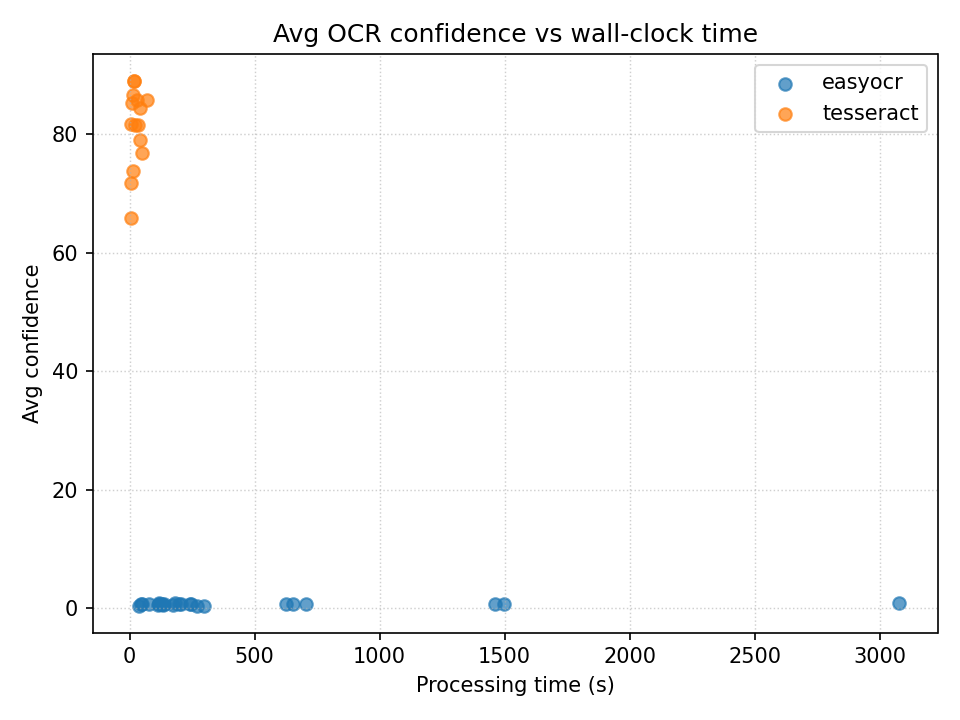 Avg OCR confidence vs wall-clock time
easyocr
tesseract
Avg confidence
80
60
40
20
0
0 500 1000 1500 2000 2500 3000
Processing time (s)